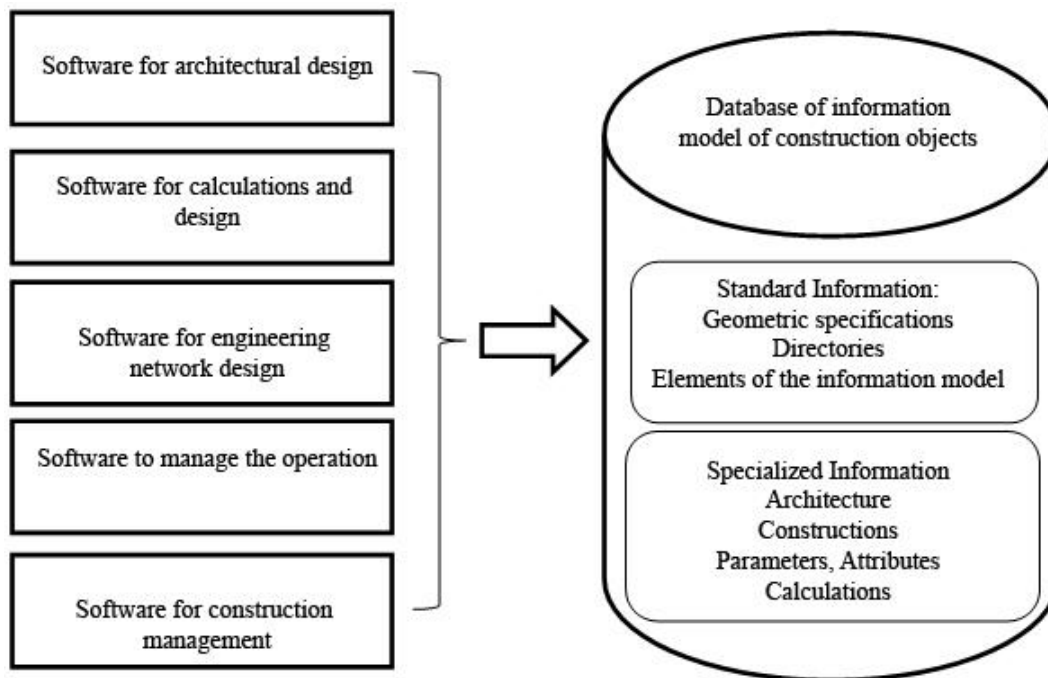 Software for architectural design
Software for calculations and
design
Software for engineering
network design
Software to manage the operation
Software for construction
management
Database of information
model of construction objects
Standard Information:
Geometric specifications
Directories
Elements of the information model
Specialized Information
Architecture
Constructions
Parameters, Attributes
Calculations